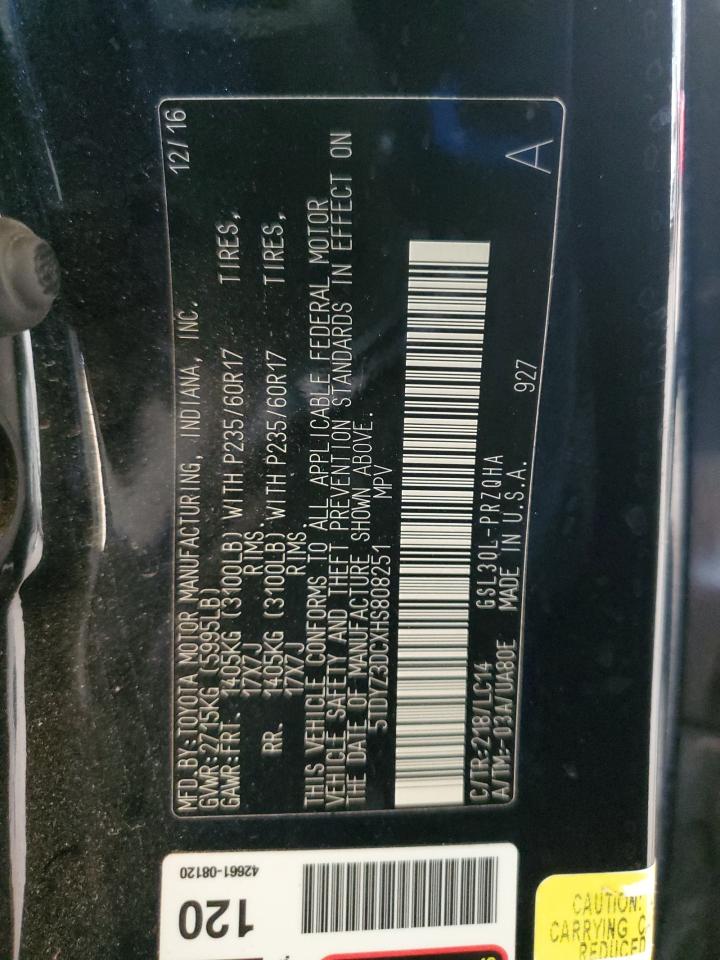 MFD.BY:TOYOTA MOTOR MANUFACTURING, INDIANA, INC. 12/16
GVWR:2715KG (5995LB)
GAWR:FRT. 1405KG (3100LB) WITH P235/60R17 TIRES,
17X7J RIMS.
RR. 1405KG (3100LB) WITH P235/60R17 TIRES,
17X7J RIMS.
THIS VEHICLE CONFORMS TO ALL APPLICABLE FEDERAL MOTOR
VEHICLE SAFETY AND THEFT PREVENTION STANDARDS IN EFFECT ON
THE DATE OF MANUFACTURE SHOWN ABOVE.
5TDYZ3DCXHS808251 MPV
C/TR:218/LC14 GSL30L-PRZQHA
A/TM:-03A/UA80E MADE IN U.S.A. 927
A
42661-08120
120
CAUTION:
CARRYING C
REDUCED